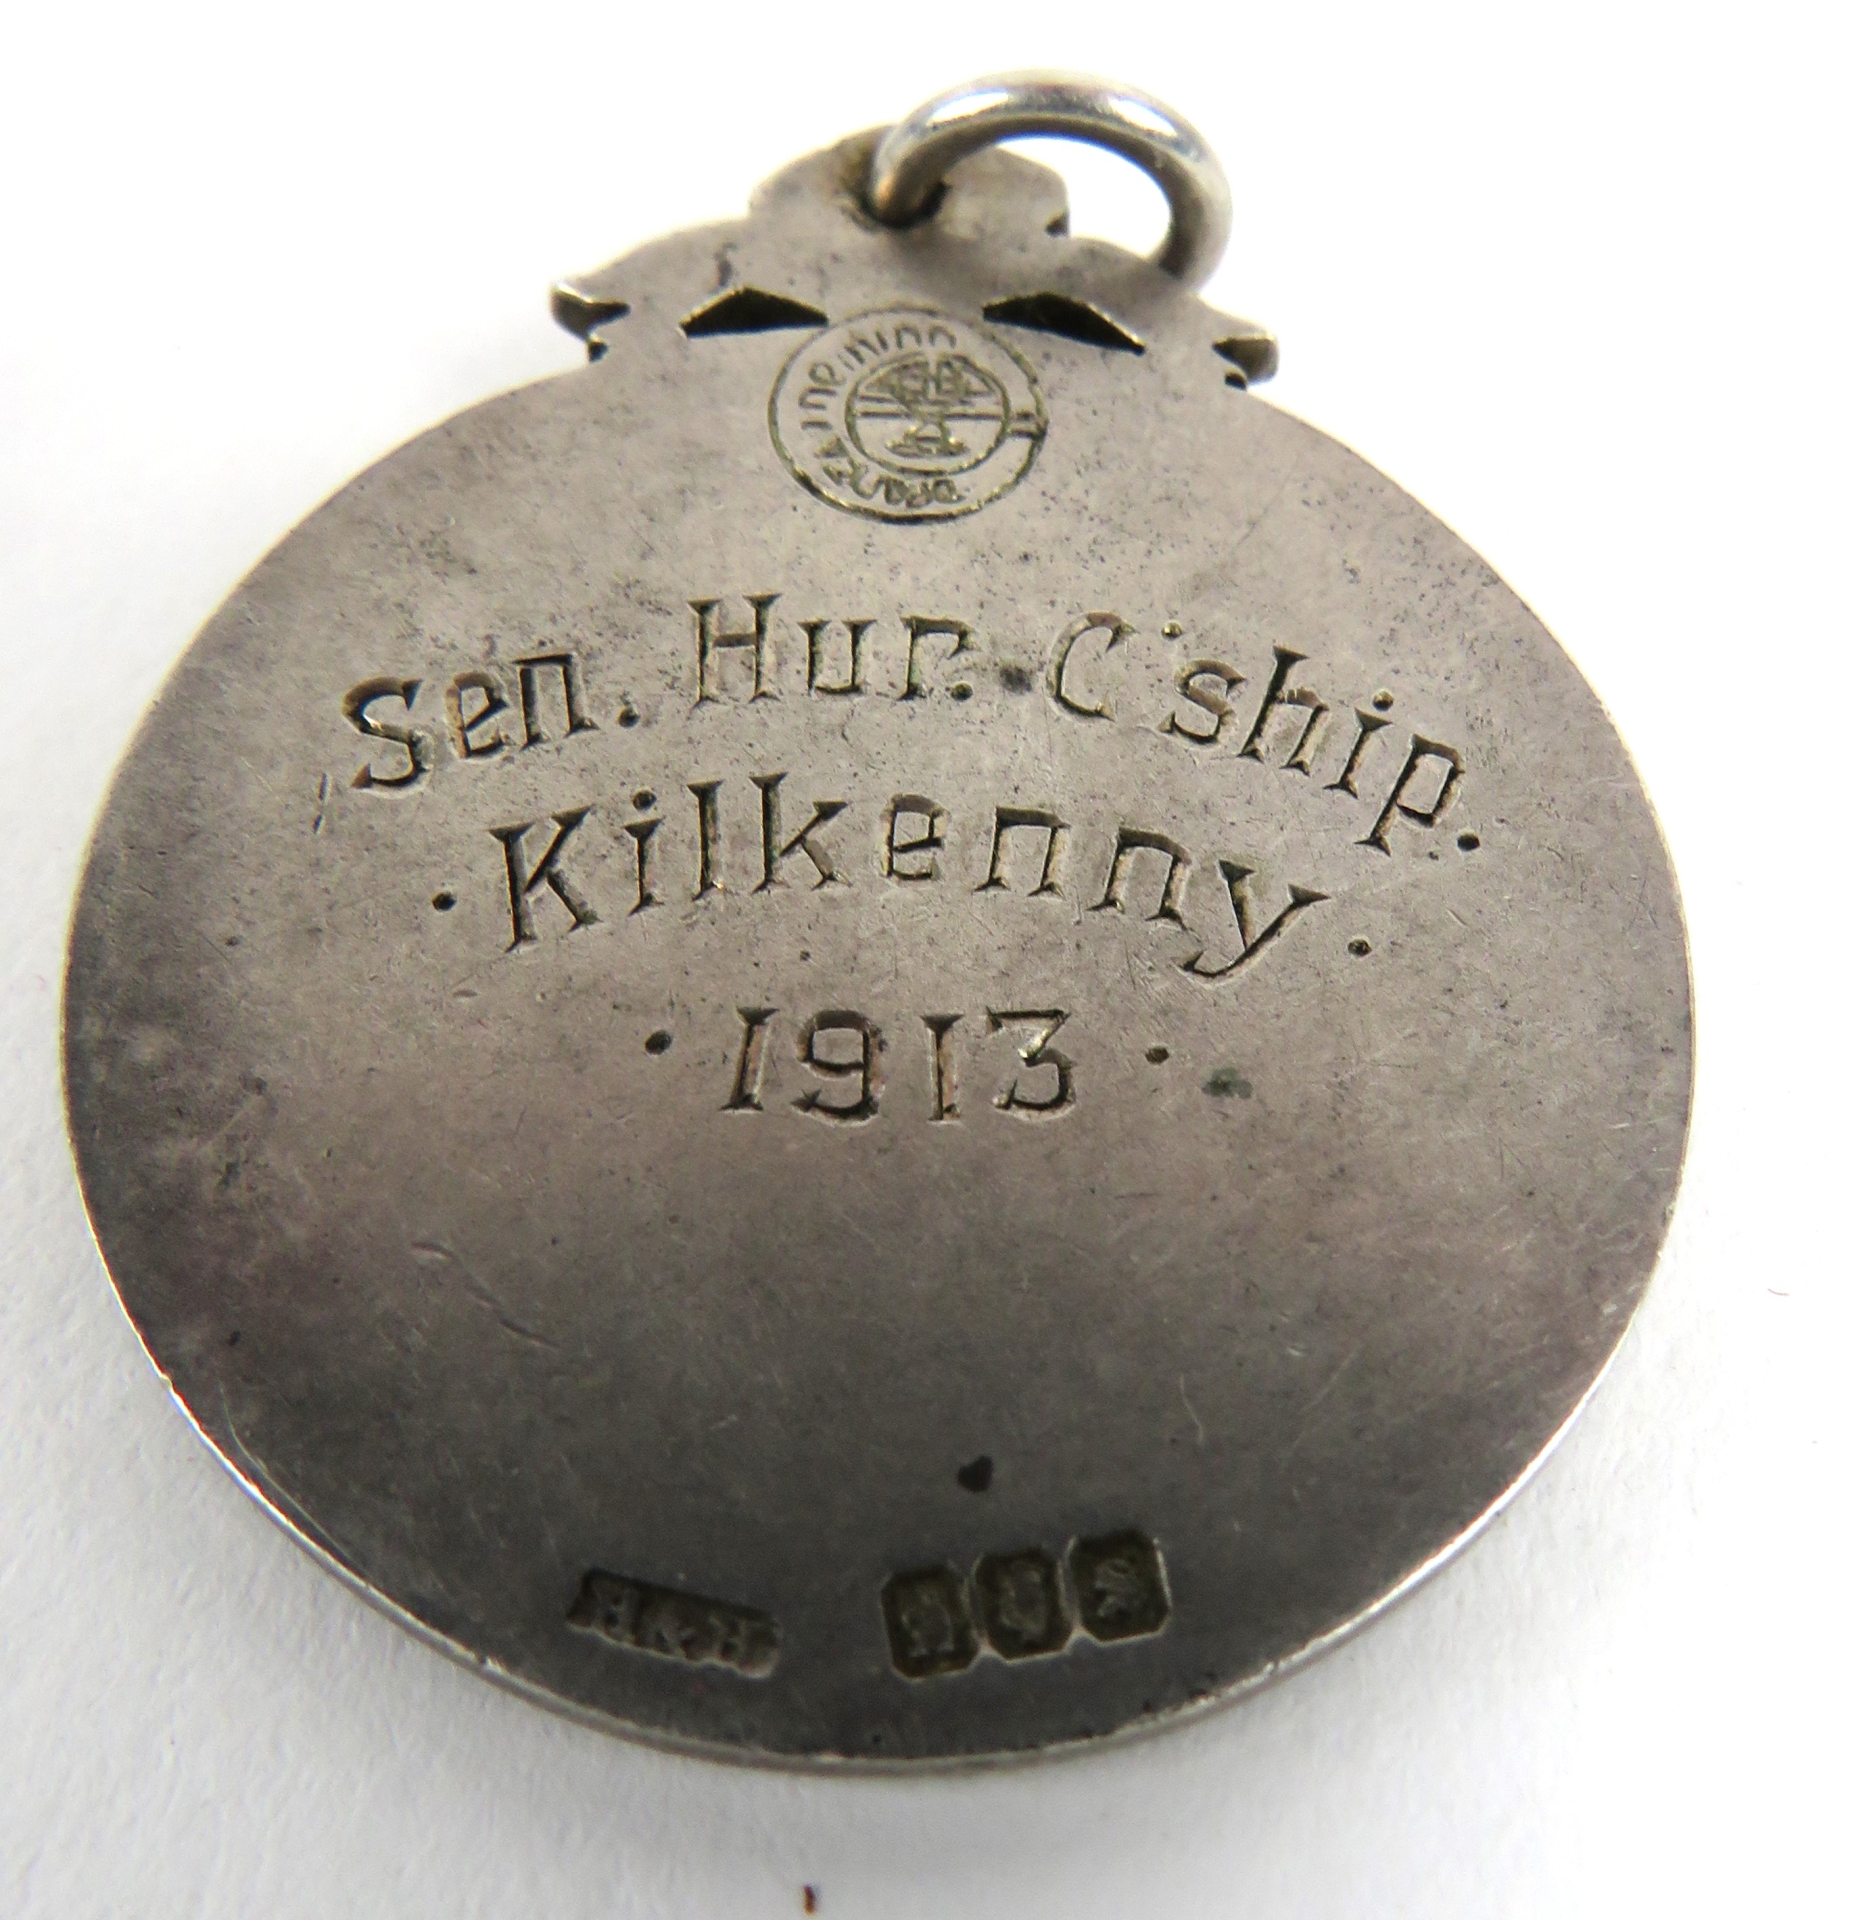 Sen. Hur. C'ship.
· Kilkenny ·
· 1913 ·
H & H